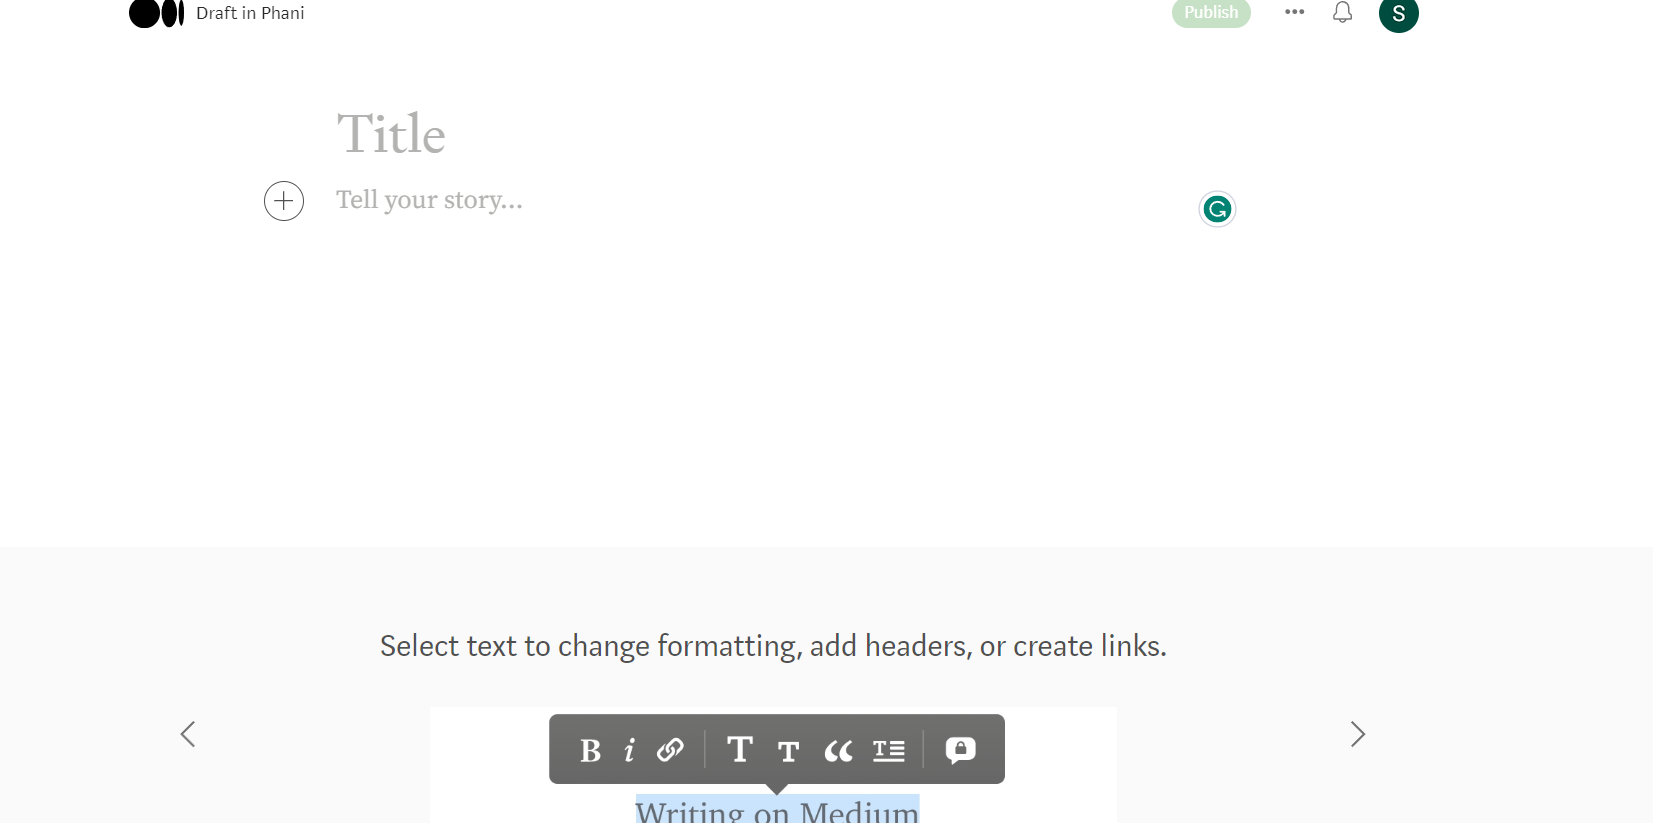 Draft in Phani
Publish
S
Title
Tell your story...
Select text to change formatting, add headers, or create links.
B i T T “ T
Writing on Medium